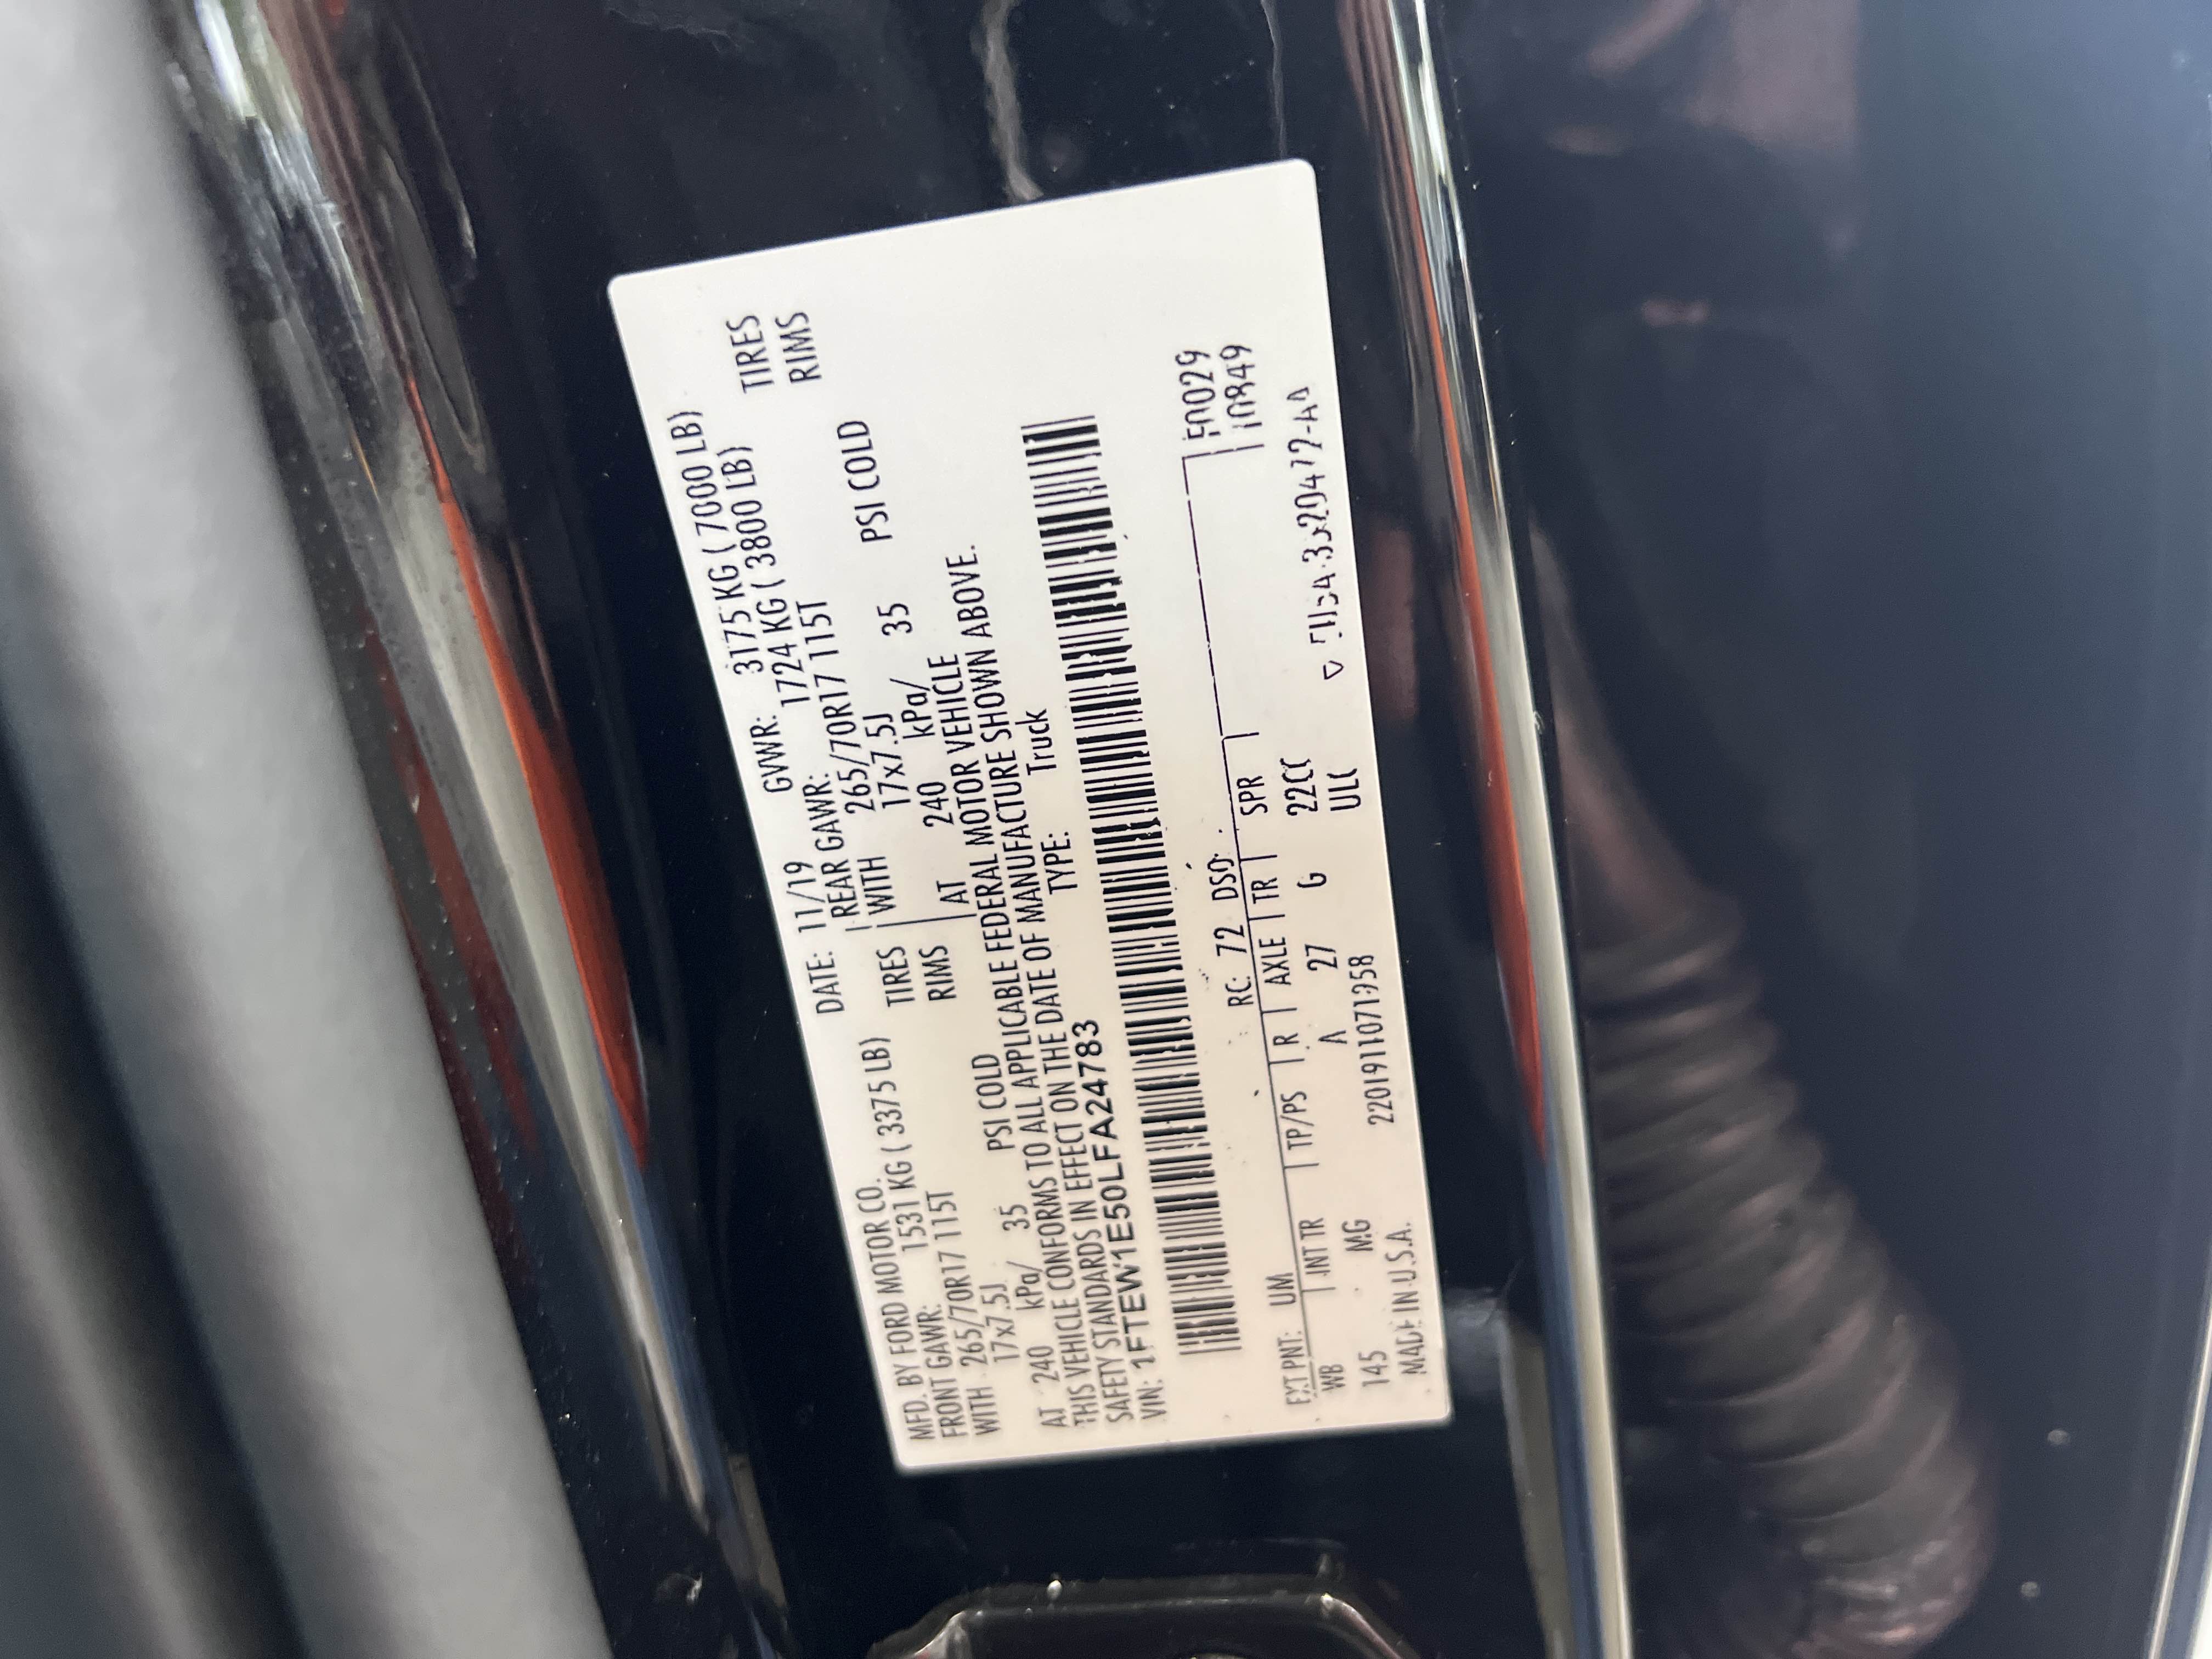 MFD. BY FORD MOTOR CO.
DATE: 11/19 GVWR: 3175 KG ( 7000 LB)
FRONT GAWR: 1531 KG ( 3375 LB) REAR GAWR: 1724 KG ( 3800 LB)
WITH 265/70R17 115T TIRES WITH 265/70R17 115T TIRES
17x7.5J RIMS 17x7.5J RIMS
AT 240 kPa/ 35 PSI COLD AT 240 kPa/ 35 PSI COLD
THIS VEHICLE CONFORMS TO ALL APPLICABLE FEDERAL MOTOR VEHICLE
SAFETY STANDARDS IN EFFECT ON THE DATE OF MANUFACTURE SHOWN ABOVE.
VIN: 1FTEW1E50LFA24783 TYPE: Truck
EXT PNT: UM RC: 72 DSO:
WB INT TR TP/PS R AXLE TR SPR
145 MG A 27 G
MADE IN U.S.A.